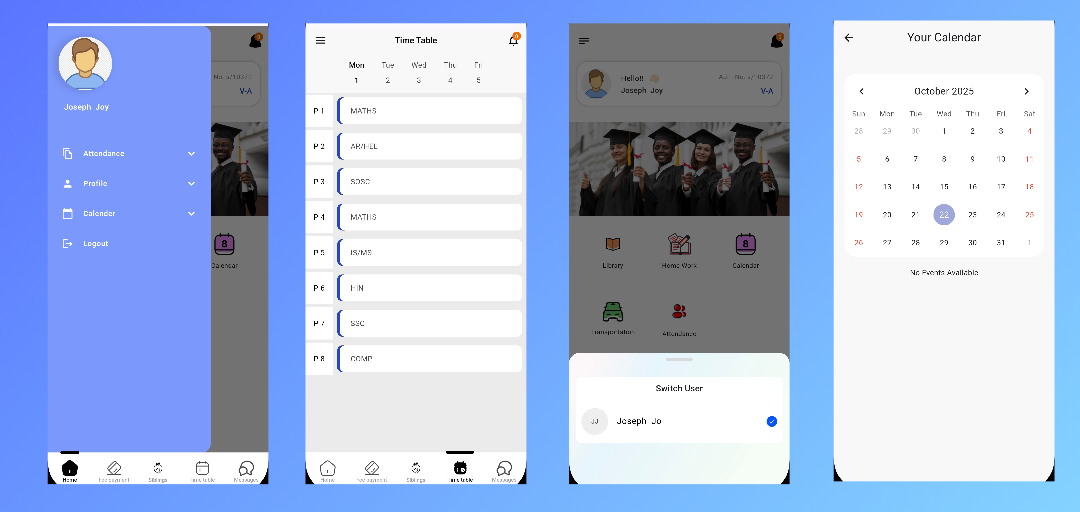 Joseph Joy
Attendance
Profile
Calender
Logout
V-A
8
Calendar
Home
Fee payment
Siblings
Time table
Messages
Time Table
Mon Tue Wed Thu Fri
1 2 3 4 5
P 1 MATHS
P 2 AR/HEL
P 3 SOSC
P 4 MATHS
P 5 IS/MS
P 6 HIN
P 7 SSC
P 8 COMP
Home
Fee payment
Siblings
Time table
Messages
Hello!!
Joseph Joy
V-A
8
Library
Home Work
Calendar
Transportation
Attendance
Switch User
JJ
Joseph Jo
Your Calendar
October 2025
Sun Mon Tue Wed Thu Fri Sat
28 29 30 1 2 3 4
5 6 7 8 9 10 11
12 13 14 15 16 17 18
19 20 21 22 23 24 25
26 27 28 29 30 31 1
No Events Available